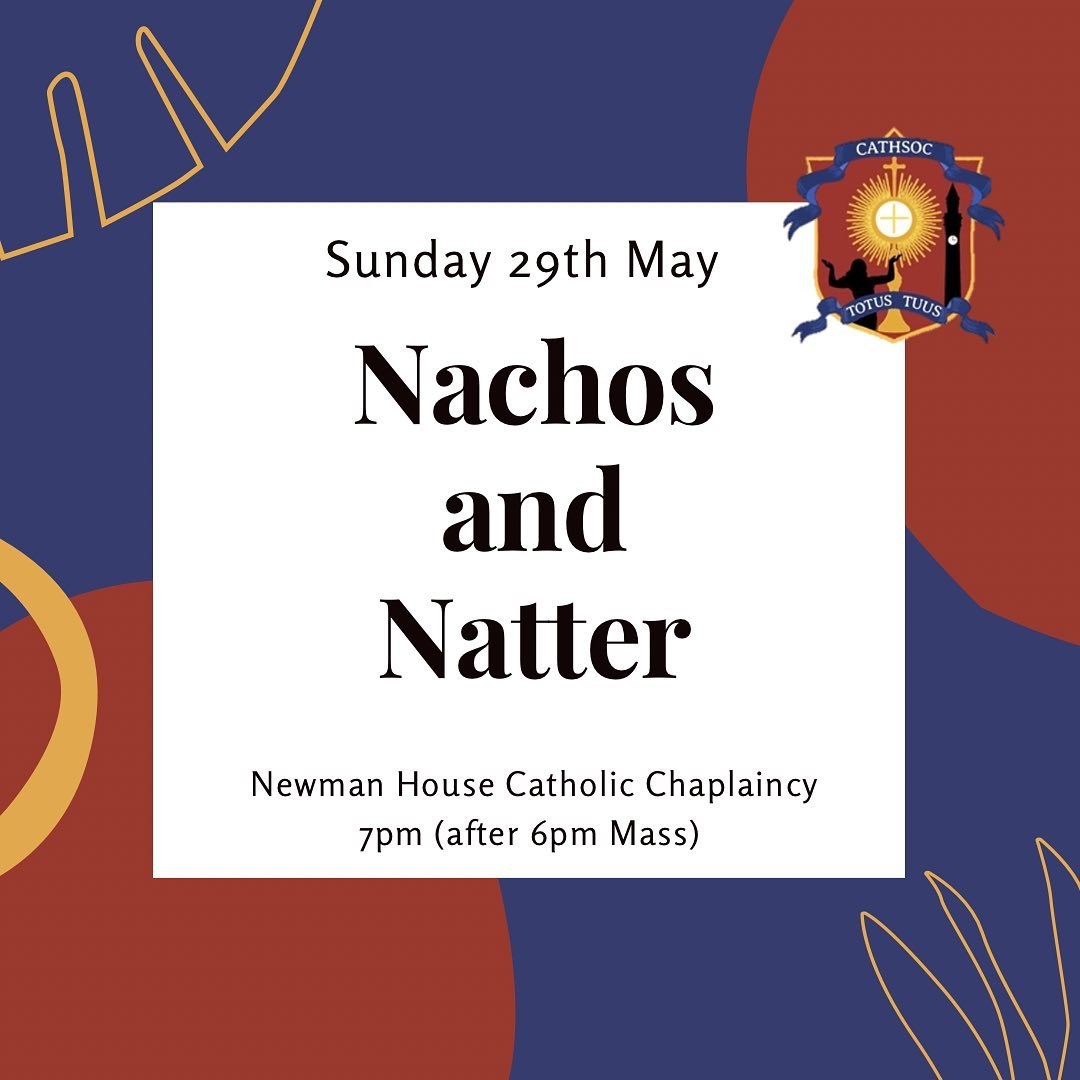 CATHSOC
TOTUS TUUS
Sunday 29th May
Nachos
and
Natter
Newman House Catholic Chaplaincy
7pm (after 6pm Mass)